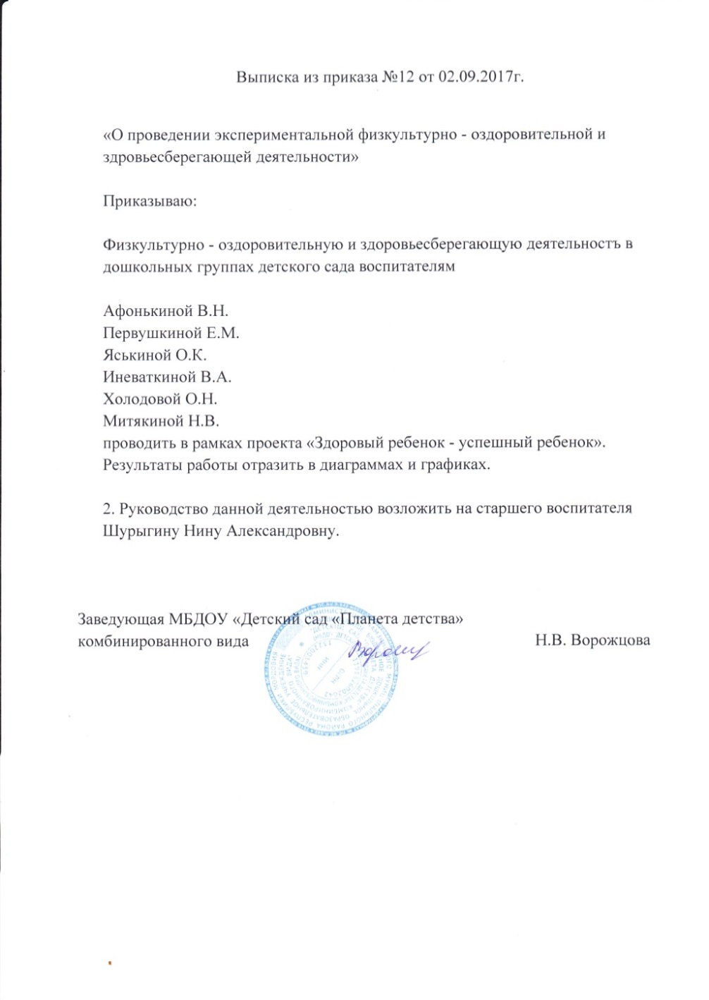 Выписка из приказа №12 от 02.09.2017г.
«О проведении экспериментальной физкультурно - оздоровительной и
здровьесберегающей деятельности»
Приказываю:
Физкультурно - оздоровительную и здоровьесберегающую деятельностъ в
дошкольных группах детского сада воспитателям
Афонькиной В.Н.
Первушкиной Е.М.
Яськиной О.К.
Иневаткиной В.А.
Холодовой О.Н.
Митякиной Н.В.
проводить в рамках проекта «Здоровый ребенок - успешный ребенок».
Результаты работы отразить в диаграммах и графиках.
2. Руководство данной деятельностью возложить на старшего воспитателя
Шурыгину Нину Александровну.
Заведующая МБДОУ «Детский сад «Планета детства»
комбинированного вида
Н.В. Ворожцова